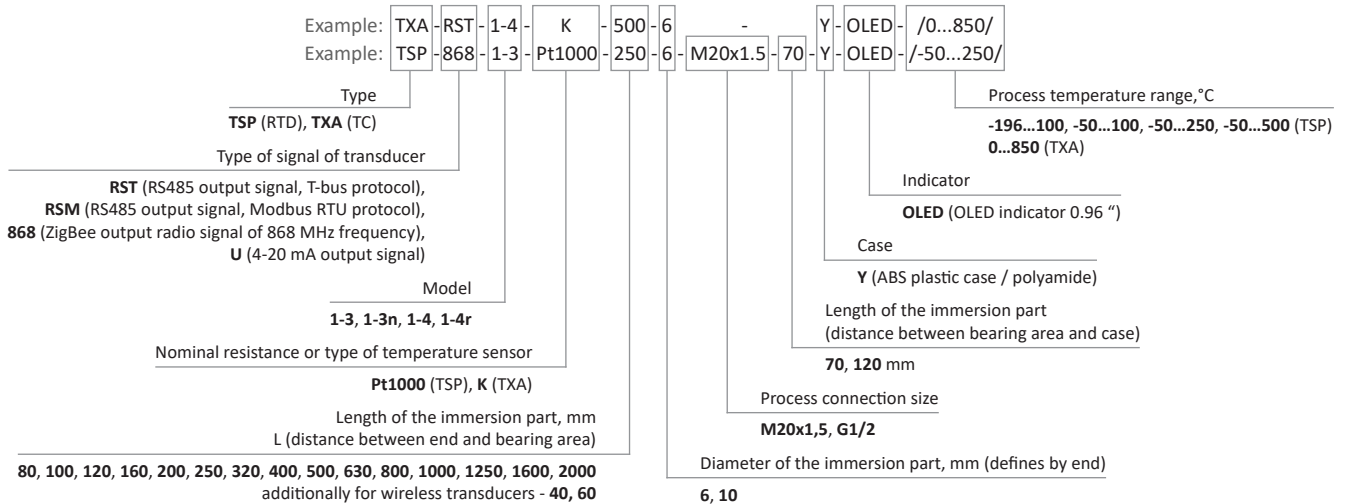 Example: TXA-RST-1-4- K -500-6 - Y-OLED- /0...850/
Example: TSP-868-1-3-Pt1000-250-6-M20x1.5-70-Y-OLED-/-50...250/
Type
TSP (RTD), TXA (TC)
Type of signal of transducer
RST (RS485 output signal, T-bus protocol),
RSM (RS485 output signal, Modbus RTU protocol),
868 (ZigBee output radio signal of 868 MHz frequency),
U (4-20 mA output signal)
Model
1-3, 1-3n, 1-4, 1-4r
Nominal resistance or type of temperature sensor
Pt1000 (TSP), K (TXA)
Length of the immersion part, mm
L (distance between end and bearing area)
80, 100, 120, 160, 200, 250, 320, 400, 500, 630, 800, 1000, 1250, 1600, 2000
additionally for wireless transducers - 40, 60
Process temperature range,°C
-196...100, -50...100, -50...250, -50...500 (TSP)
0...850 (TXA)
Indicator
OLED (OLED indicator 0.96 “)
Case
Y (ABS plastic case / polyamide)
Length of the immersion part
(distance between bearing area and case)
70, 120 mm
Process connection size
M20x1,5, G1/2
Diameter of the immersion part, mm (defines by end)
6, 10